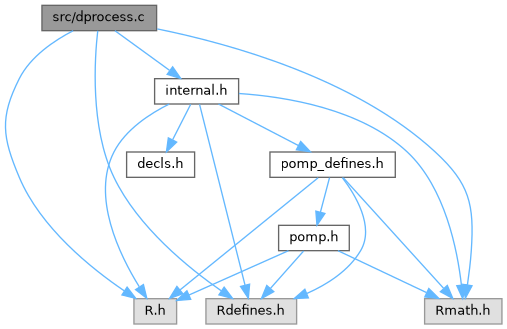 src/dprocess.c
internal.h
decls.h
pomp_defines.h
pomp.h
R.h
Rdefines.h
Rmath.h